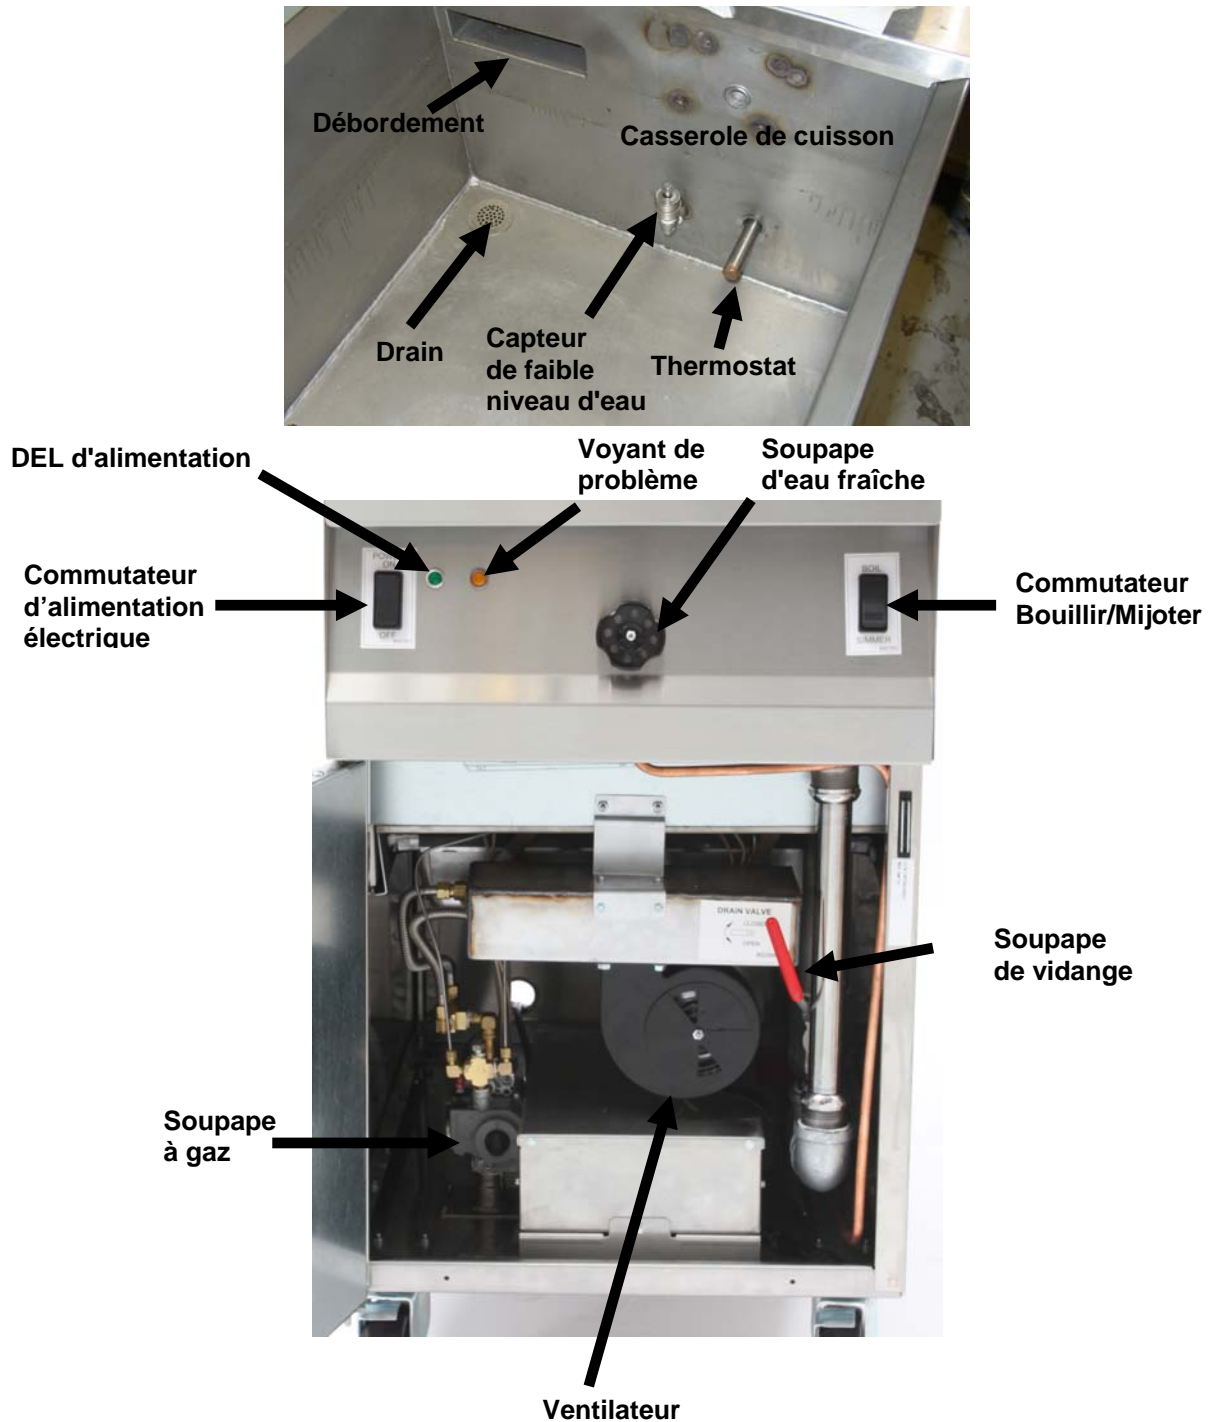 Débordement
Casserole de cuisson
Drain
Capteur
de faible
niveau d'eau
Thermostat
DEL d'alimentation
Voyant de
problème
Soupape
d'eau fraîche
Commutateur
d’alimentation
électrique
POWER
ON
OFF
BOIL
SIMMER
Commutateur
Bouillir/Mijoter
DRAIN VALVE
CLOSED
OPEN
Soupape
de vidange
Soupape
à gaz
Ventilateur